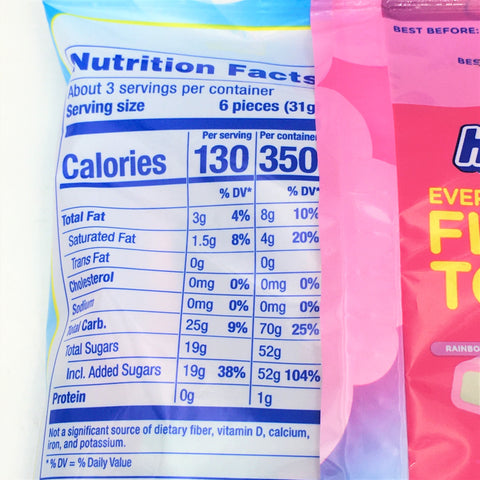 Nutrition Facts
About 3 servings per container
Serving size 6 pieces (31g
Per serving Per container
Calories 130 350
% DV* % DV*
Total Fat 3g 4% 8g 10%
Saturated Fat 1.5g 8% 4g 20%
Trans Fat 0g 0g
Cholesterol 0mg 0% 0mg 0%
Sodium 0mg 0% 0mg 0%
Total Carb. 25g 9% 70g 25%
Total Sugars 19g 52g
Incl. Added Sugars 19g 38% 52g 104%
Protein 0g 1g
Not a significant source of dietary fiber, vitamin D, calcium,
iron, and potassium.
* % DV = % Daily Value
BEST BEFORE:
BES
H
EVER
FI
TO
RAINBO